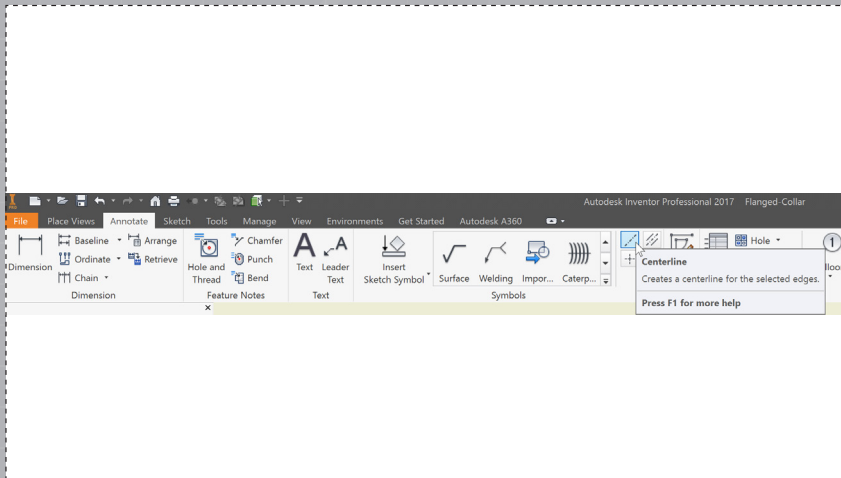 Autodesk Inventor Professional 2017 Flanged-Collar
File Place Views Annotate Sketch Tools Manage View Environments Get Started Autodesk A360
Dimension
Baseline
Ordinate
Chain
Arrange
Retrieve
Dimension
Hole and
Thread
Chamfer
Punch
Bend
Feature Notes
Text
Leader
Text
Text
Insert
Sketch Symbol
Surface Welding Impor... Caterp...
Symbols
Hole
1
Centerline
Creates a centerline for the selected edges.
Press F1 for more help